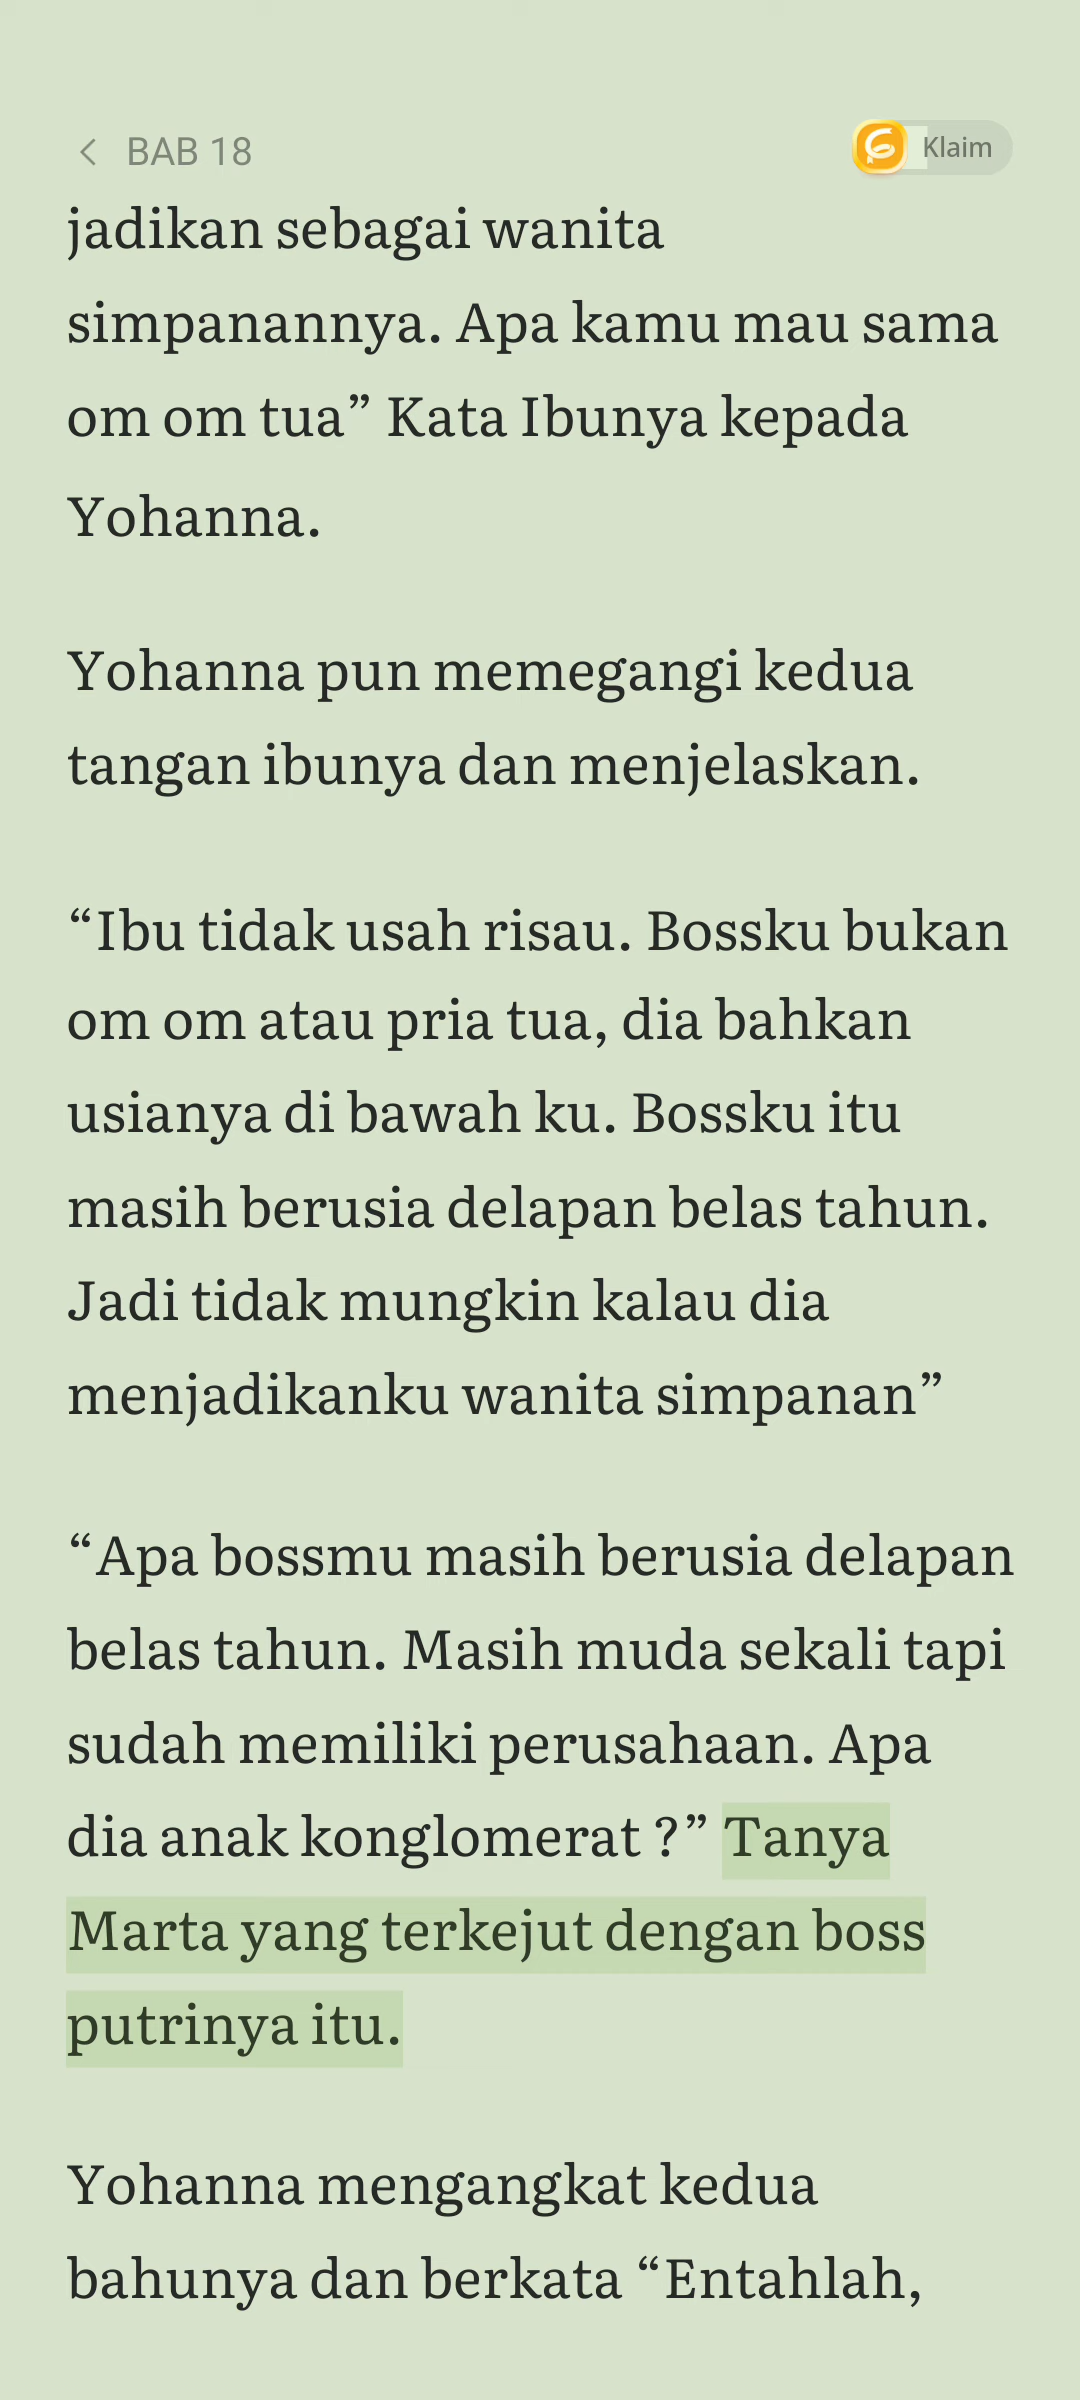 BAB 18
Klaim
jadikan sebagai wanita
simpanannya. Apa kamu mau sama
om om tua” Kata Ibunya kepada
Yohanna.
Yohanna pun memegangi kedua
tangan ibunya dan menjelaskan.
“Ibu tidak usah risau. Bossku bukan
om om atau pria tua, dia bahkan
usianya di bawah ku. Bossku itu
masih berusia delapan belas tahun.
Jadi tidak mungkin kalau dia
menjadikanku wanita simpanan”
“Apa bossmu masih berusia delapan
belas tahun. Masih muda sekali tapi
sudah memiliki perusahaan. Apa
dia anak konglomerat ?” Tanya
Marta yang terkejut dengan boss
putrinya itu.
Yohanna mengangkat kedua
bahunya dan berkata “Entahlah,